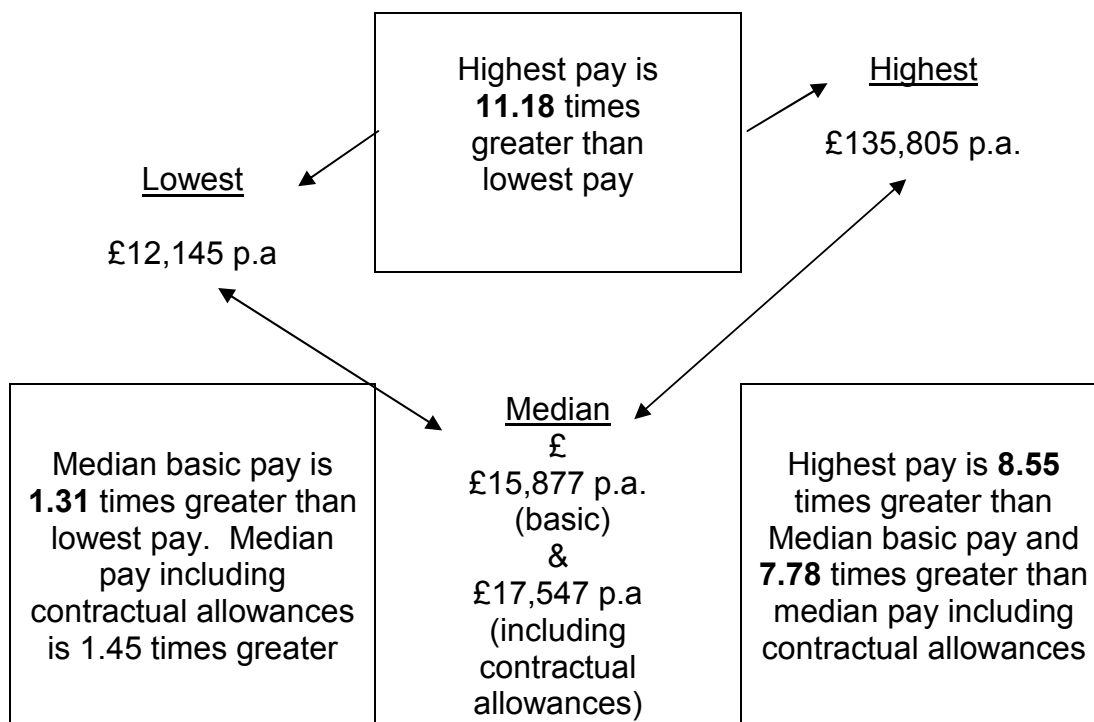 Highest pay is
11.18 times
greater than
lowest pay
Highest
£135,805 p.a.
Lowest
£12,145 p.a
Median basic pay is
1.31 times greater than
lowest pay.  Median
pay including
contractual allowances
is 1.45 times greater
Median
£
£15,877 p.a.
(basic)
&
£17,547 p.a
(including
contractual
allowances)
Highest pay is 8.55
times greater than
Median basic pay and
7.78 times greater than
median pay including
contractual allowances